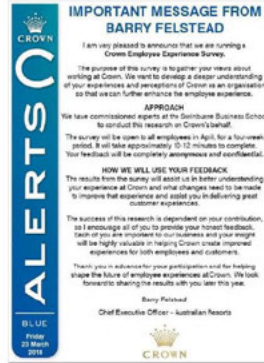 CROWN
ALERTS
BLUE
Friday
23 March
2018
IMPORTANT MESSAGE FROM
BARRY FELSTEAD
I am very pleased to announce that we are running a
Crown Employee Experience Survey.
The purpose of this survey is to gather your views about
working at Crown. We want to develop a deeper understanding
of your experiences and perceptions of Crown as an organisation
so that we can further enhance the employee experience.
APPROACH
We have commissioned experts at the Swinburne Business School
to conduct this research on Crown's behalf.
The survey will be open to all employees in April, for a four-week
period. It will take approximately 10-12 minutes to complete.
Your feedback will be completely anonymous and confidential.
HOW WE WILL USE YOUR FEEDBACK
The results from the survey will assist us in better understanding
your experience at Crown and what changes need to be made
to improve that experience and assist you in delivering great
customer experiences.
The success of this research is dependent on your contribution,
so I encourage all of you to provide your honest feedback.
Each of you are important to our business and your insight
will be highly valuable in helping Crown create improved
experiences for both employees and customers.
Thank you in advance for your participation and for helping
shape the future of employee experiences at Crown. We look
forward to sharing the results with you later this year.
Barry Felstead
Chief Executive Officer - Australian Resorts
CROWN